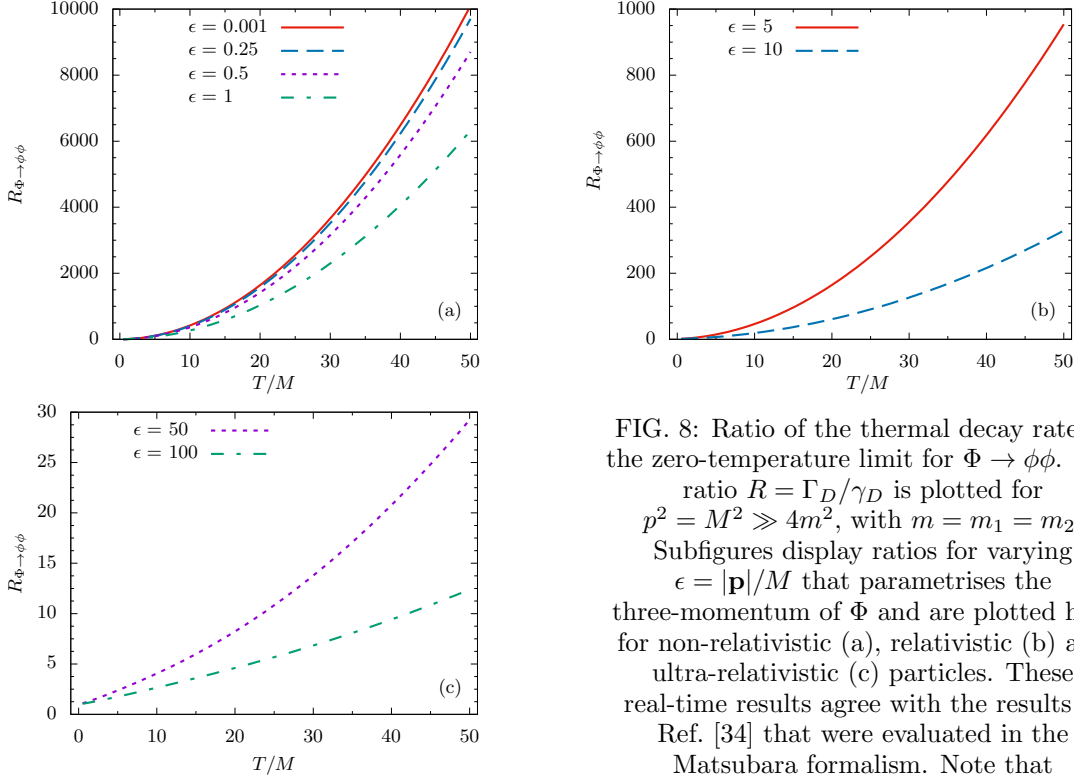 10000
8000
6000
4000
2000
0
R_{Φ→ϕϕ}
ϵ = 0.001
ϵ = 0.25
ϵ = 0.5
ϵ = 1
(a)
0 10 20 30 40 50
T/M
1000
800
600
400
200
0
R_{Φ→ϕϕ}
ϵ = 5
ϵ = 10
(b)
0 10 20 30 40 50
T/M
30
25
20
15
10
5
0
R_{Φ→ϕϕ}
ϵ = 50
ϵ = 100
(c)
0 10 20 30 40 50
T/M
FIG. 8: Ratio of the thermal decay rate
the zero-temperature limit for Φ → ϕϕ.
ratio R = Γ_D/γ_D is plotted for
p² = M² ≫ 4m², with m = m₁ = m₂
Subfigures display ratios for varying
ϵ = |p|/M that parametrises the
three-momentum of Φ and are plotted h
for non-relativistic (a), relativistic (b) a
ultra-relativistic (c) particles. These
real-time results agree with the results
Ref. [34] that were evaluated in the
Matsubara formalism. Note that